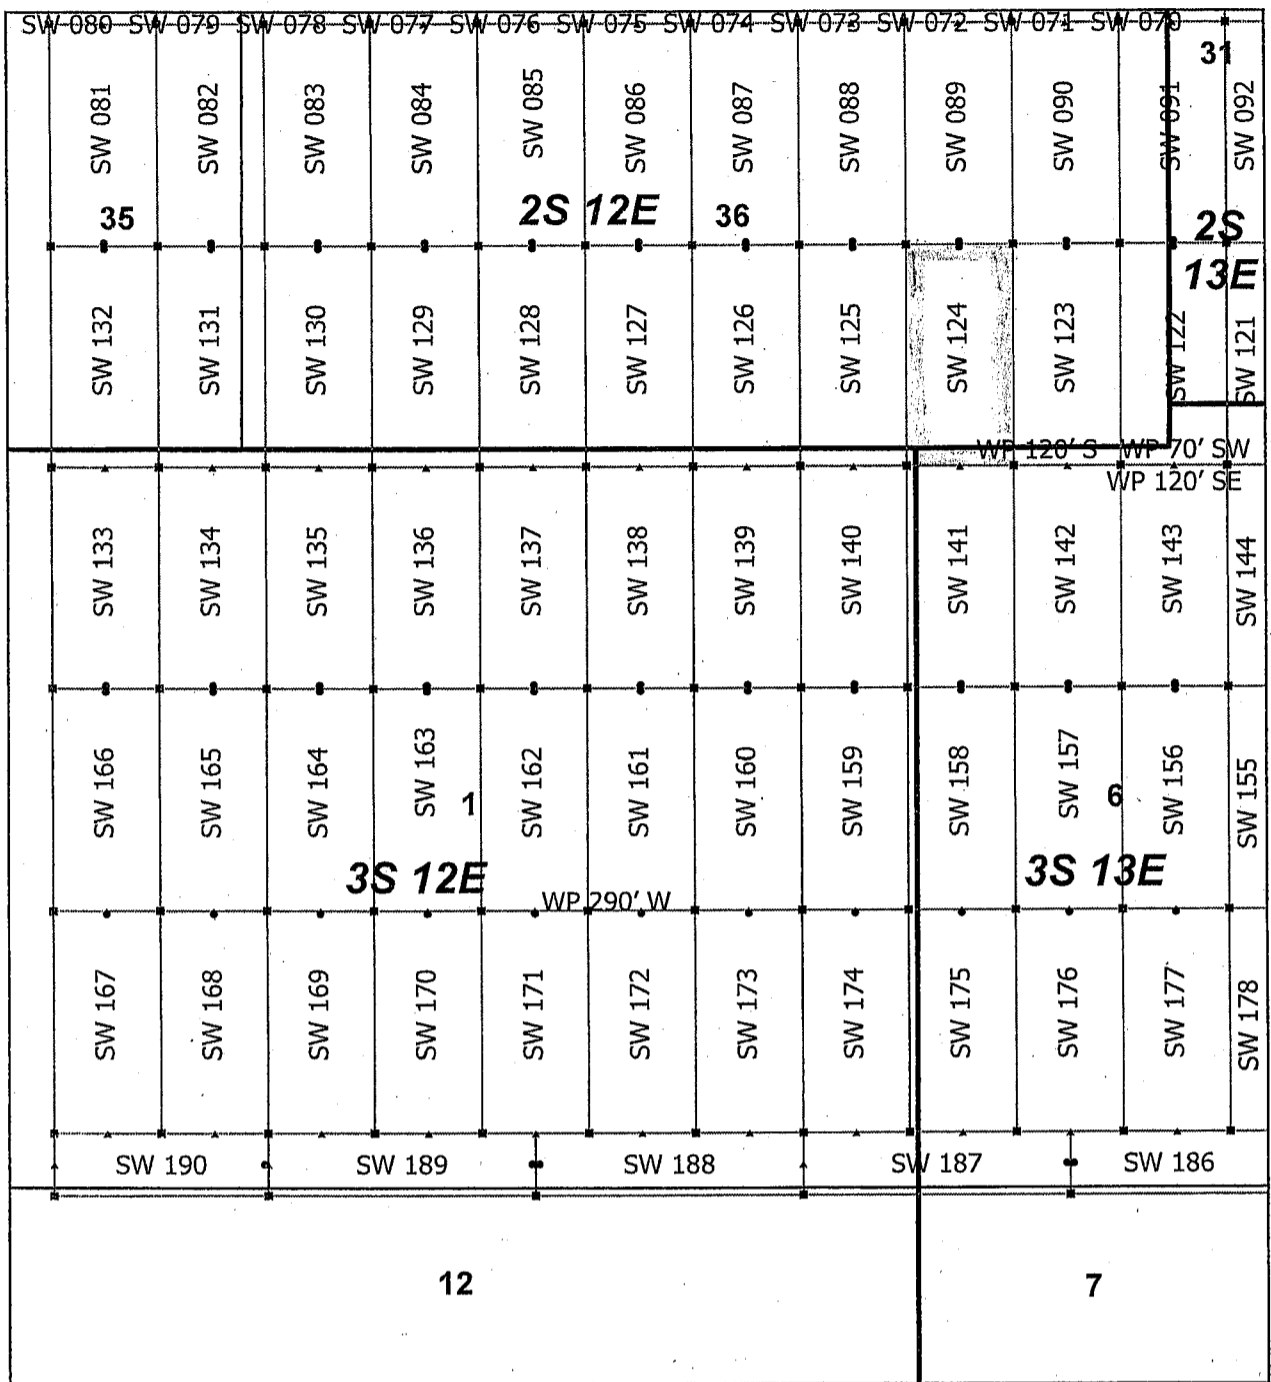 SW 080 SW 079 SW 078 SW 077 SW 076 SW 075 SW 074 SW 073 SW 072 SW 071 SW 070
31
SW 081 SW 082 SW 083 SW 084 SW 085 SW 086 SW 087 SW 088 SW 089 SW 090 SW 091 SW 092
35 2S 12E 36 2S
13E
SW 132 SW 131 SW 130 SW 129 SW 128 SW 127 SW 126 SW 125 SW 124 SW 123 SW 122 SW 121
WP 120' S WP 70' SW
WP 120' SE
SW 133 SW 134 SW 135 SW 136 SW 137 SW 138 SW 139 SW 140 SW 141 SW 142 SW 143 SW 144
SW 166 SW 165 SW 164 SW 163 SW 162 SW 161 SW 160 SW 159 SW 158 SW 157 SW 156 SW 155
1 6
3S 12E 3S 13E
WP 290' W
SW 167 SW 168 SW 169 SW 170 SW 171 SW 172 SW 173 SW 174 SW 175 SW 176 SW 177 SW 178
SW 190 SW 189 SW 188 SW 187 SW 186
12 7